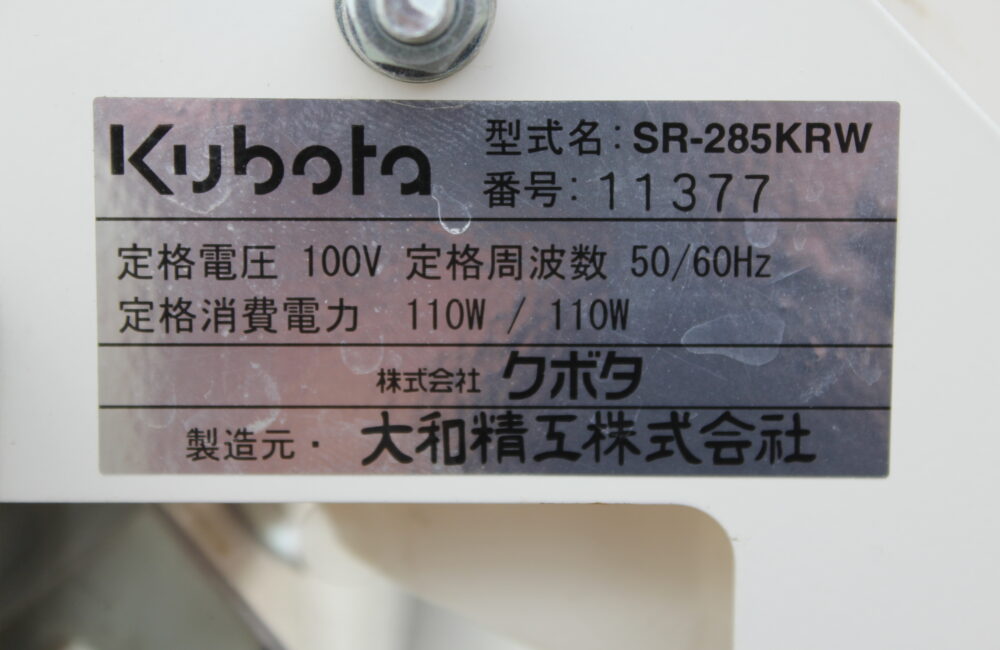 Kubota
型式名：SR-285KRW
番号：11377
定格電圧 100V 定格周波数 50/60Hz
定格消費電力 110W / 110W
株式会社 クボタ
製造元・ 大和精工株式会社